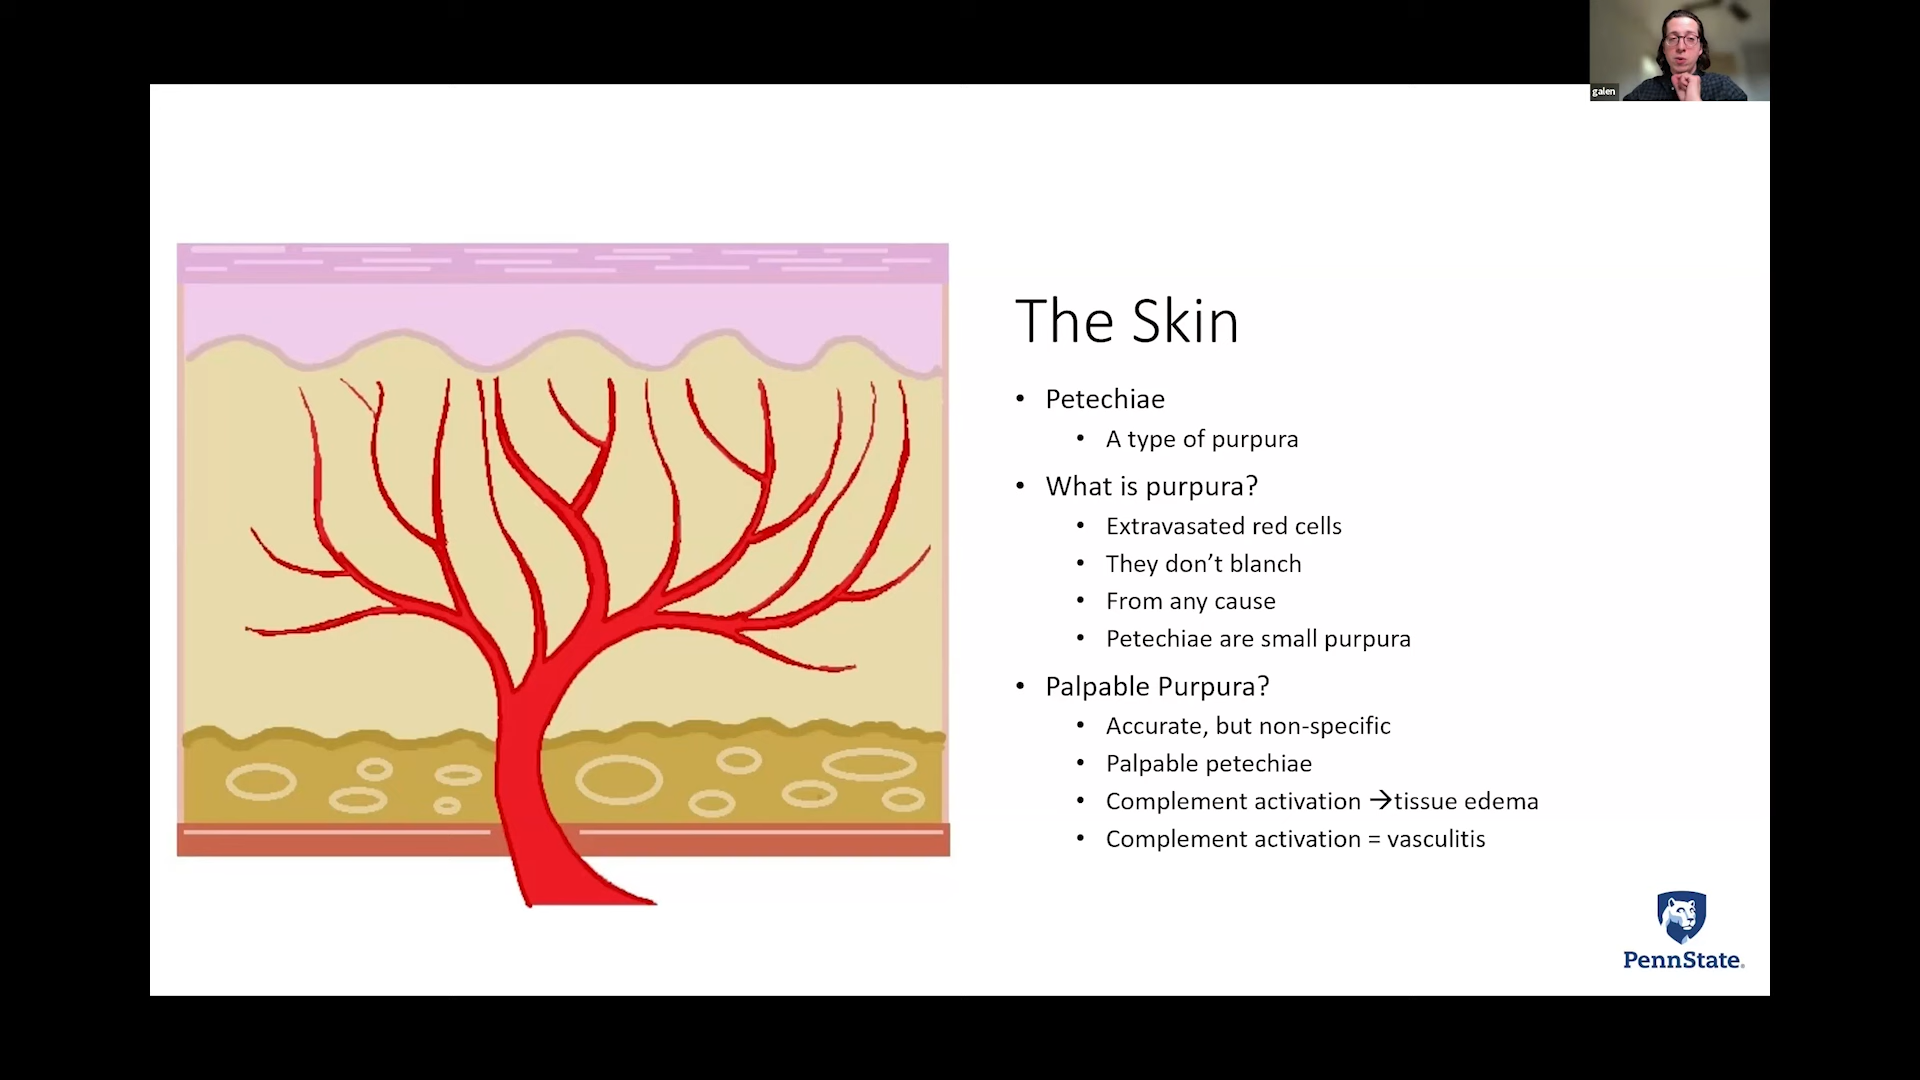 galen
The Skin
• Petechiae
• A type of purpura
• What is purpura?
• Extravasated red cells
• They don’t blanch
• From any cause
• Petechiae are small purpura
• Palpable Purpura?
• Accurate, but non-specific
• Palpable petechiae
• Complement activation →tissue edema
• Complement activation = vasculitis
PennState.